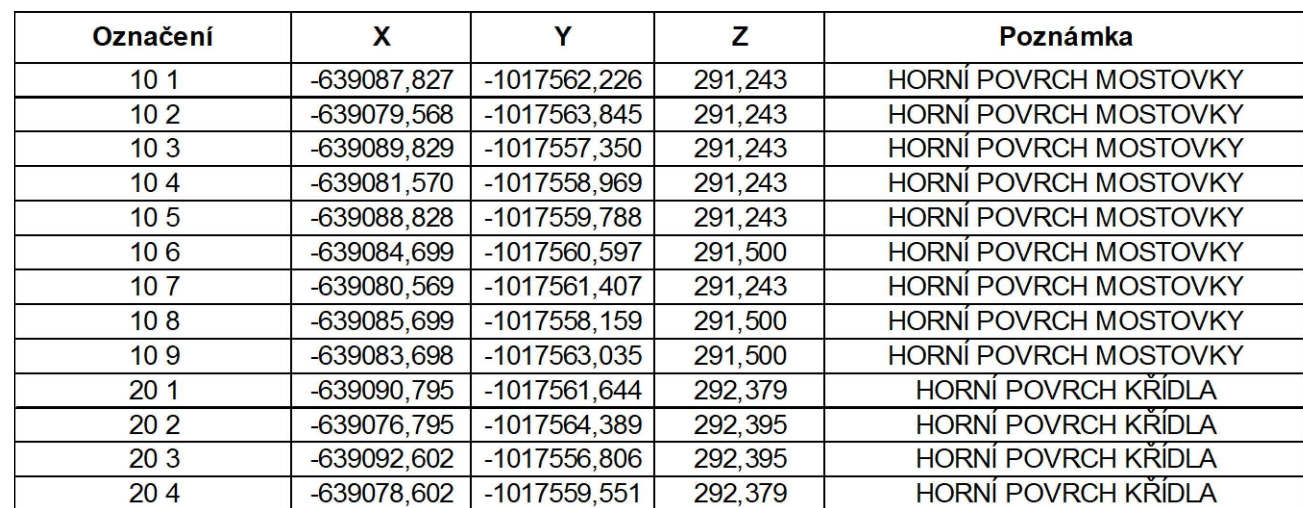 Označení X Y Z Poznámka
10 1 -639087,827 -1017562,226 291,243 HORNÍ POVRCH MOSTOVKY
10 2 -639079,568 -1017563,845 291,243 HORNÍ POVRCH MOSTOVKY
10 3 -639089,829 -1017557,350 291,243 HORNÍ POVRCH MOSTOVKY
10 4 -639081,570 -1017558,969 291,243 HORNÍ POVRCH MOSTOVKY
10 5 -639088,828 -1017559,788 291,243 HORNÍ POVRCH MOSTOVKY
10 6 -639084,699 -1017560,597 291,500 HORNÍ POVRCH MOSTOVKY
10 7 -639080,569 -1017561,407 291,243 HORNÍ POVRCH MOSTOVKY
10 8 -639085,699 -1017558,159 291,500 HORNÍ POVRCH MOSTOVKY
10 9 -639083,698 -1017563,035 291,500 HORNÍ POVRCH MOSTOVKY
20 1 -639090,795 -1017561,644 292,379 HORNÍ POVRCH KŘÍDLA
20 2 -639076,795 -1017564,389 292,395 HORNÍ POVRCH KŘÍDLA
20 3 -639092,602 -1017556,806 292,395 HORNÍ POVRCH KŘÍDLA
20 4 -639078,602 -1017559,551 292,379 HORNÍ POVRCH KŘÍDLA